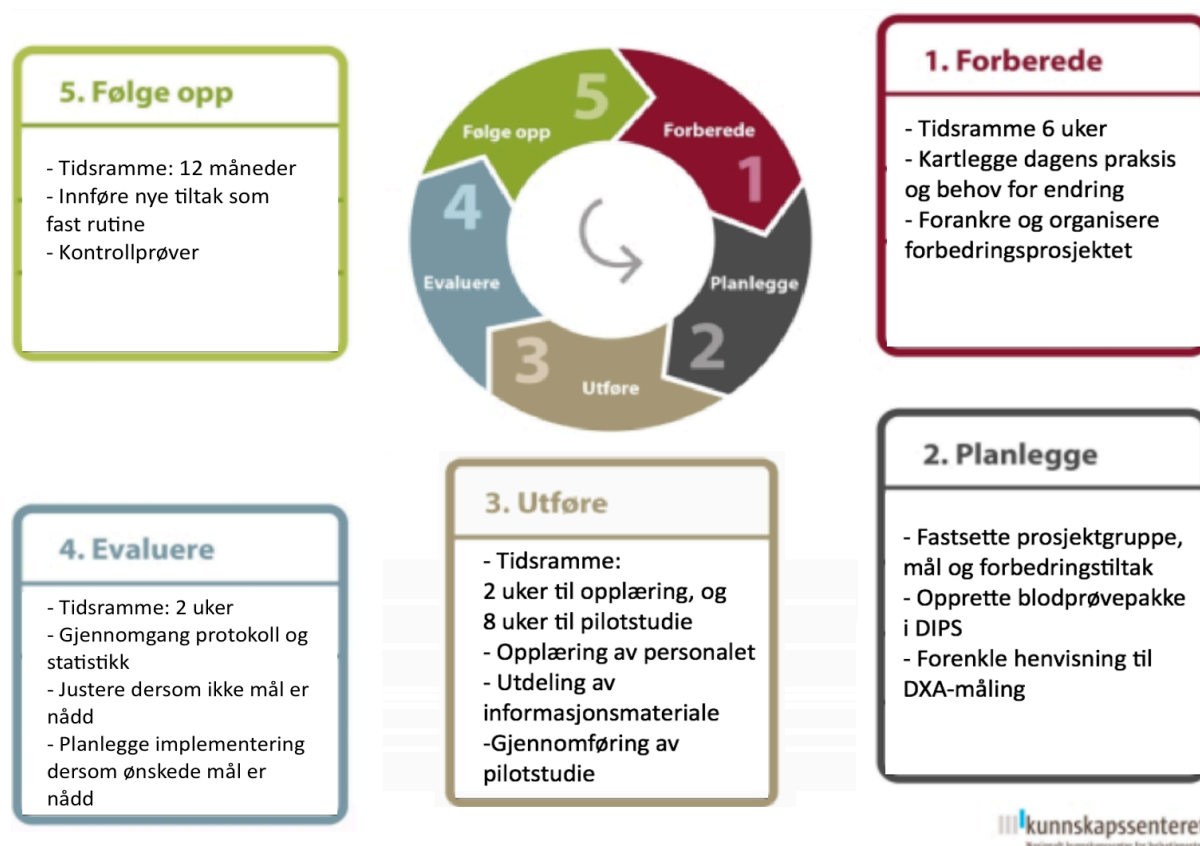 5. Følge opp
- Tidsramme: 12 måneder
- Innføre nye tiltak som
fast rutine
- Kontrollprøver
5
Følge opp
Forberede
1
4
Evaluere
Planlegge
2
3
Utføre
1. Forberede
- Tidsramme 6 uker
- Kartlegge dagens praksis
og behov for endring
- Forankre og organisere
forbedringsprosjektet
2. Planlegge
- Fastsette prosjektgruppe,
mål og forbedringstiltak
- Opprette blodprøvepakke
i DIPS
- Forenkle henvisning til
DXA-måling
3. Utføre
- Tidsramme:
2 uker til opplæring, og
8 uker til pilotstudie
- Opplæring av personalet
- Utdeling av
informasjonsmateriale
-Gjennomføring av
pilotstudie
4. Evaluere
- Tidsramme: 2 uker
- Gjennomgang protokoll og
statistikk
- Justere dersom ikke mål er
nådd
- Planlegge implementering
dersom ønskede mål er
nådd
kunnskapssenteret